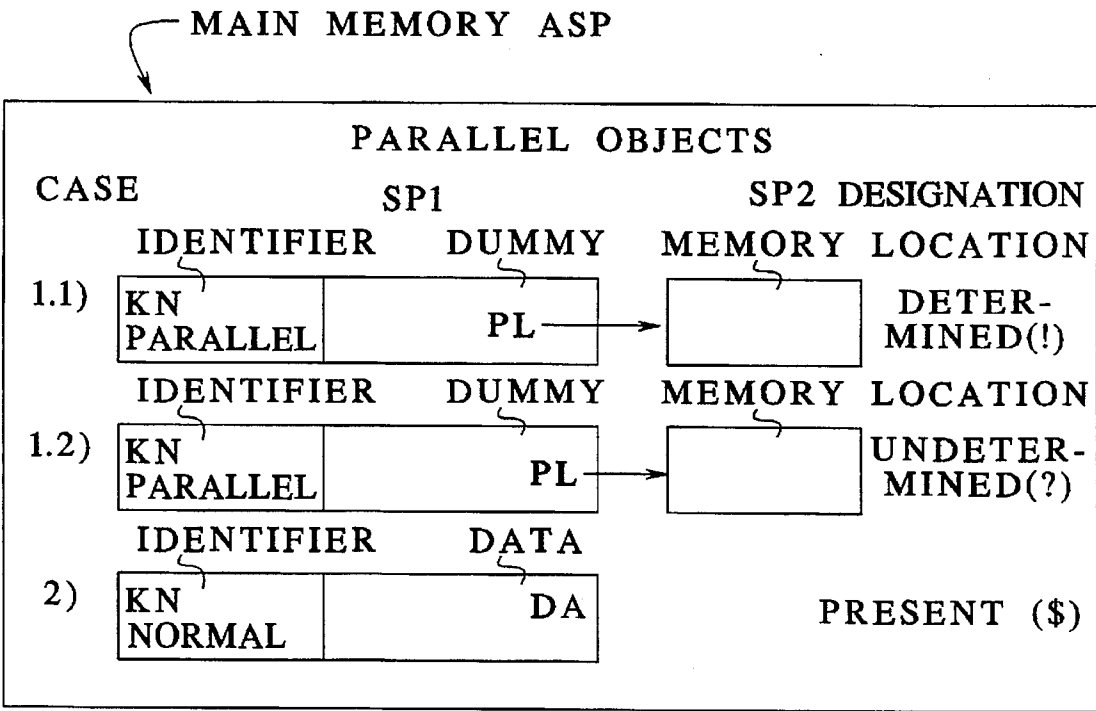 MAIN MEMORY ASP
PARALLEL OBJECTS
CASE SP1 SP2 DESIGNATION
IDENTIFIER DUMMY MEMORY LOCATION
1.1) KN PARALLEL PL DETER-
MINED(!)
IDENTIFIER DUMMY MEMORY LOCATION
1.2) KN PARALLEL PL UNDETER-
MINED(?)
IDENTIFIER DATA
2) KN NORMAL DA PRESENT ($)